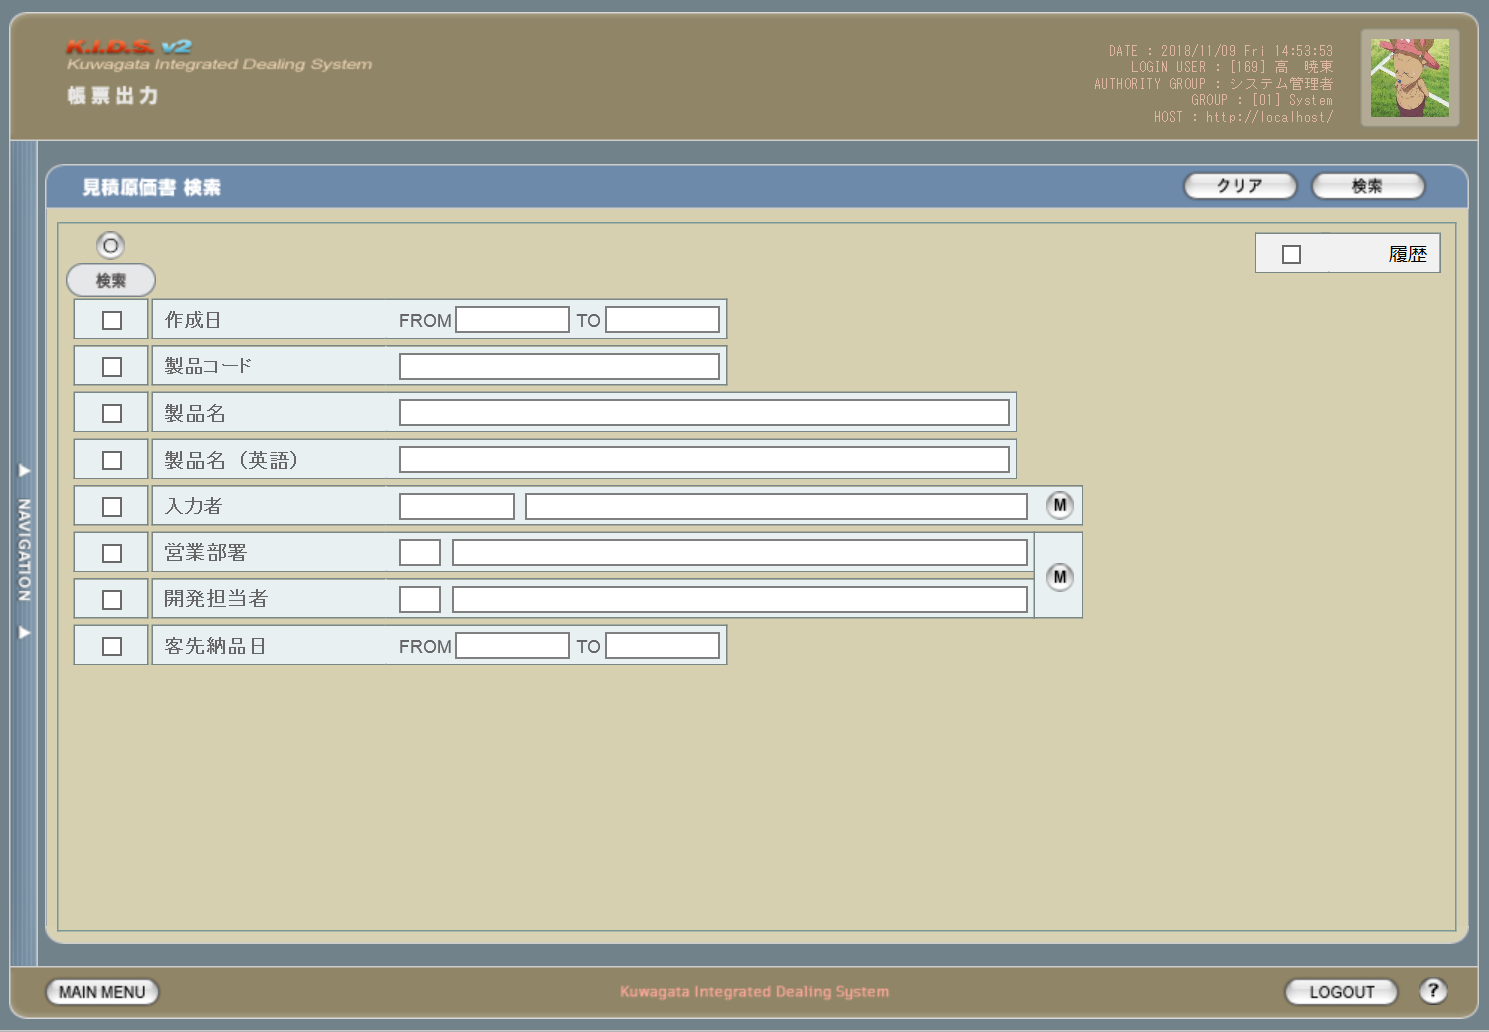 K.I.D.S. v2
Kuwagata Integrated Dealing System
帳票出力
DATE : 2018/11/09 Fri 14:53:53
LOGIN USER : [169] 高　暁東
AUTHORITY GROUP : システム管理者
GROUP : [01] System
HOST : http://localhost/
見積原価書 検索
クリア
検索
検索
履歴
作成日 FROM TO
製品コード
製品名
製品名（英語）
入力者 M
営業部署
M
開発担当者
客先納品日 FROM TO
NAVIGATION
MAIN MENU
Kuwagata Integrated Dealing System
LOGOUT
?